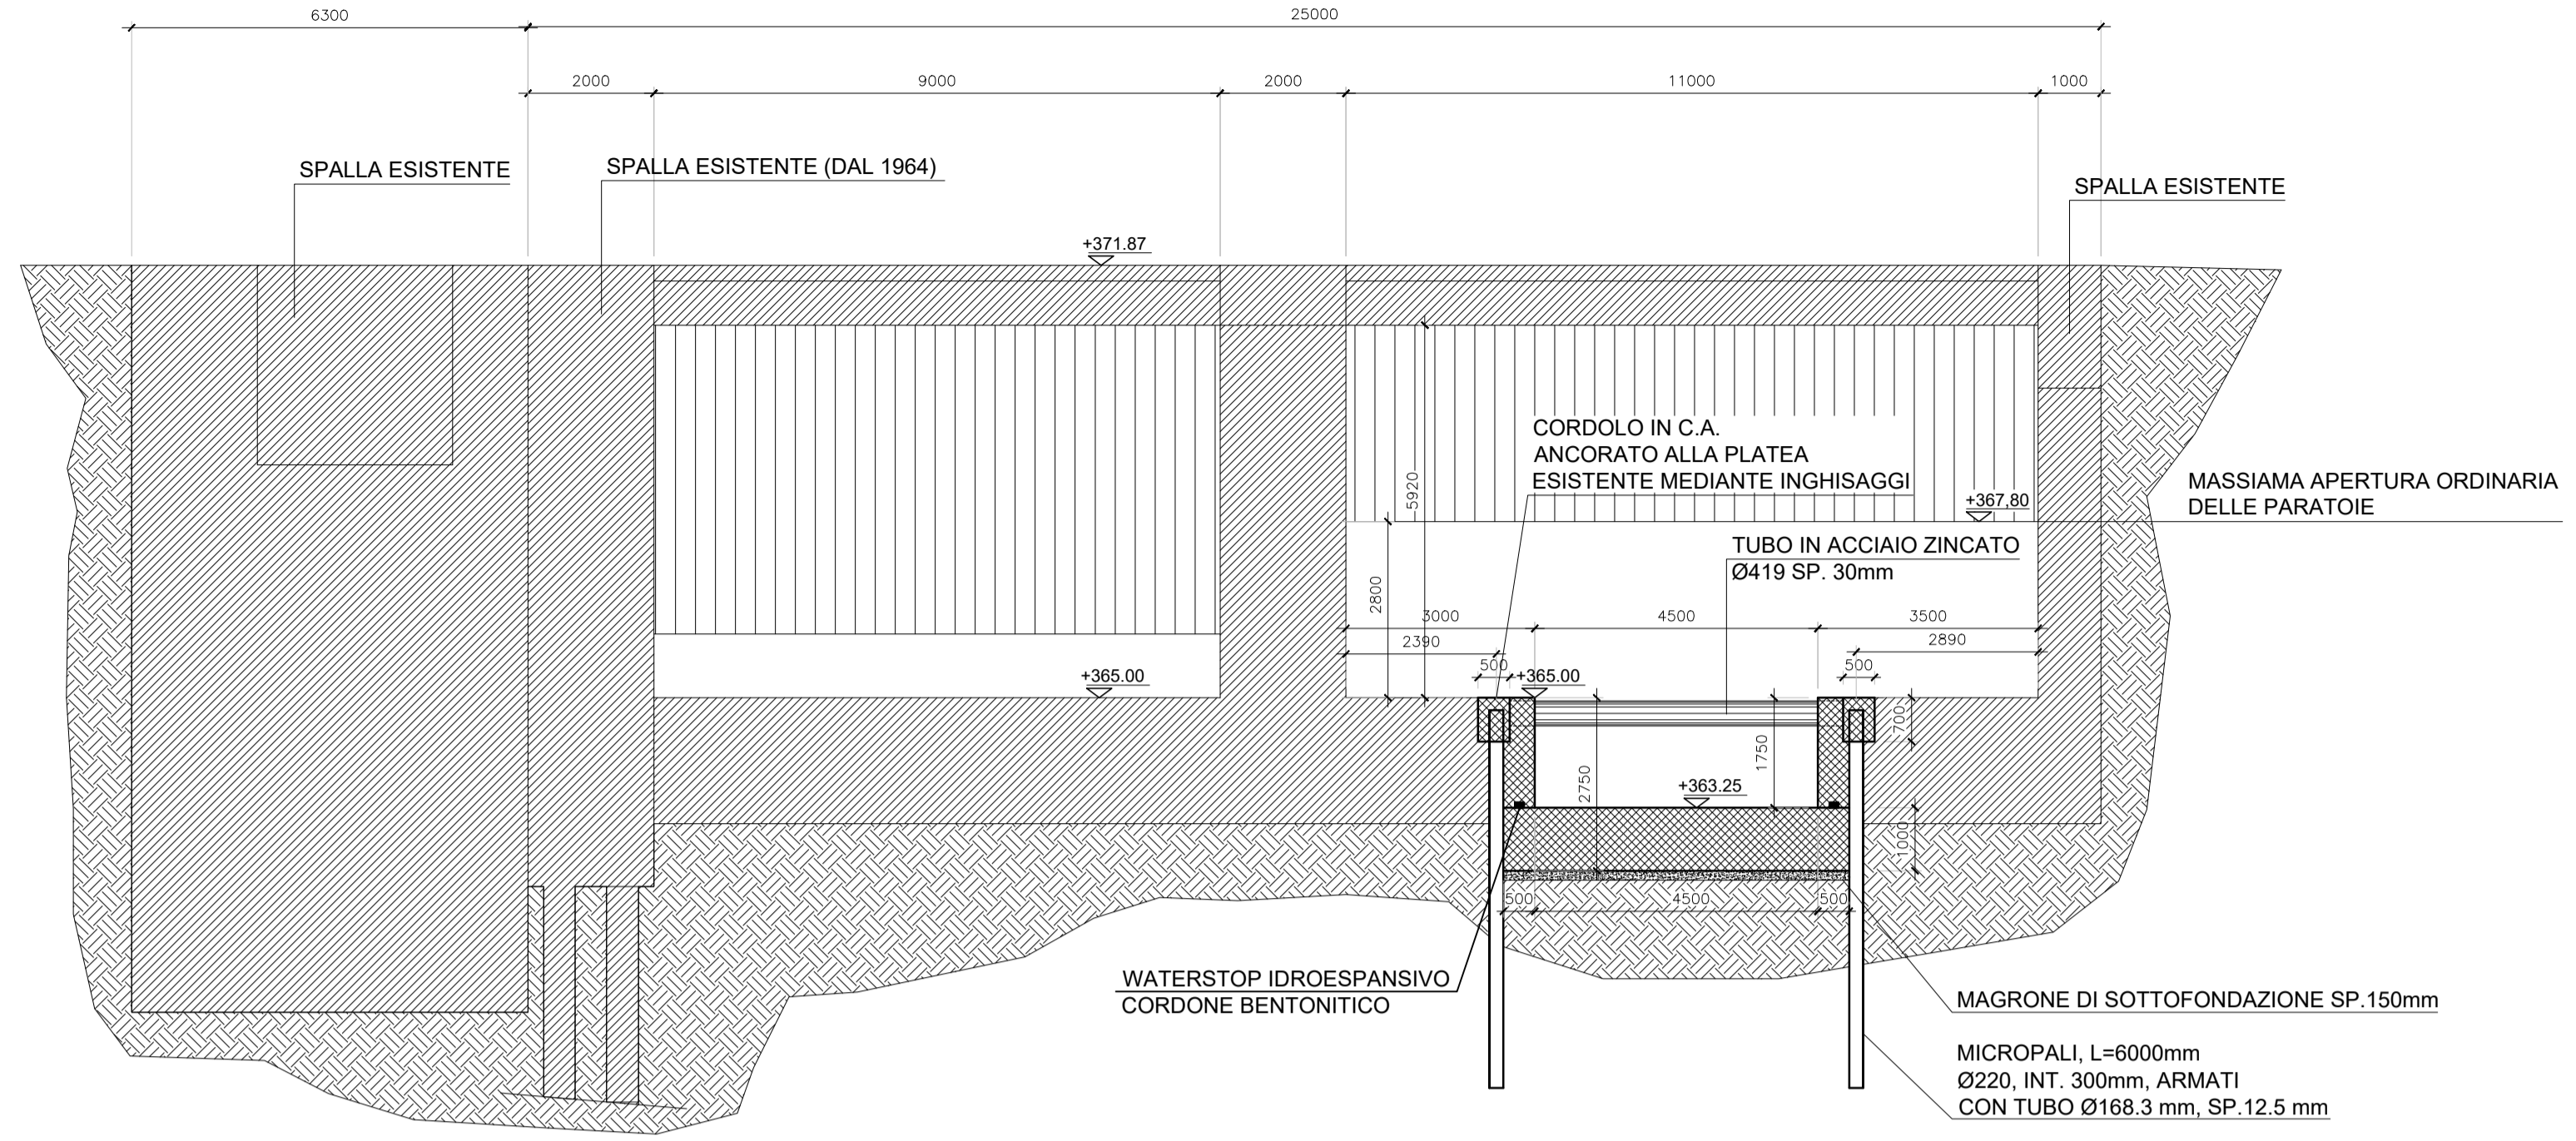 6300
25000
2000
9000
2000
11000
1000
SPALLA ESISTENTE
SPALLA ESISTENTE (DAL 1964)
SPALLA ESISTENTE
+371.87
CORDOLO IN C.A.
ANCORATO ALLA PLATEA
ESISTENTE MEDIANTE INGHISAGGI
5920
+367,80
MASSIAMA APERTURA ORDINARIA
DELLE PARATOIE
TUBO IN ACCIAIO ZINCATO
Ø419 SP. 30mm
2800
3000
4500
3500
2390
2890
500
500
+365.00
+365.00
700
1750
2750
+363.25
1000
500
4500
500
WATERSTOP IDROESPANSIVO
CORDONE BENTONITICO
MAGRONE DI SOTTOFONDAZIONE SP.150mm
MICROPALI, L=6000mm
Ø220, INT. 300mm, ARMATI
CON TUBO Ø168.3 mm, SP.12.5 mm